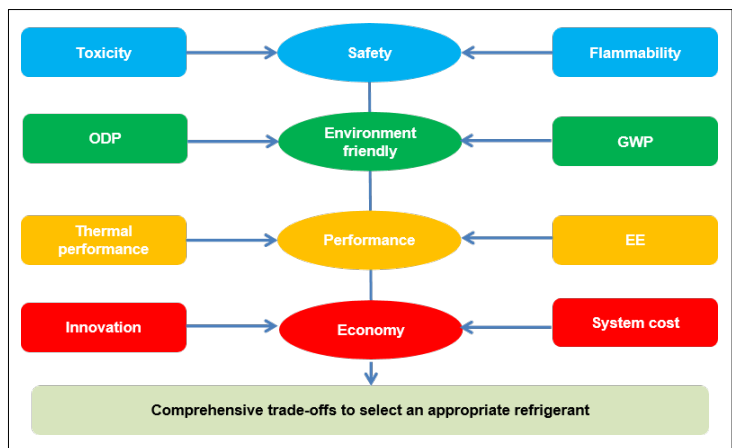 Toxicity
Safety
Flammability
ODP
Environment
friendly
GWP
Thermal
performance
Performance
EE
Innovation
Economy
System cost
Comprehensive trade-offs to select an appropriate refrigerant